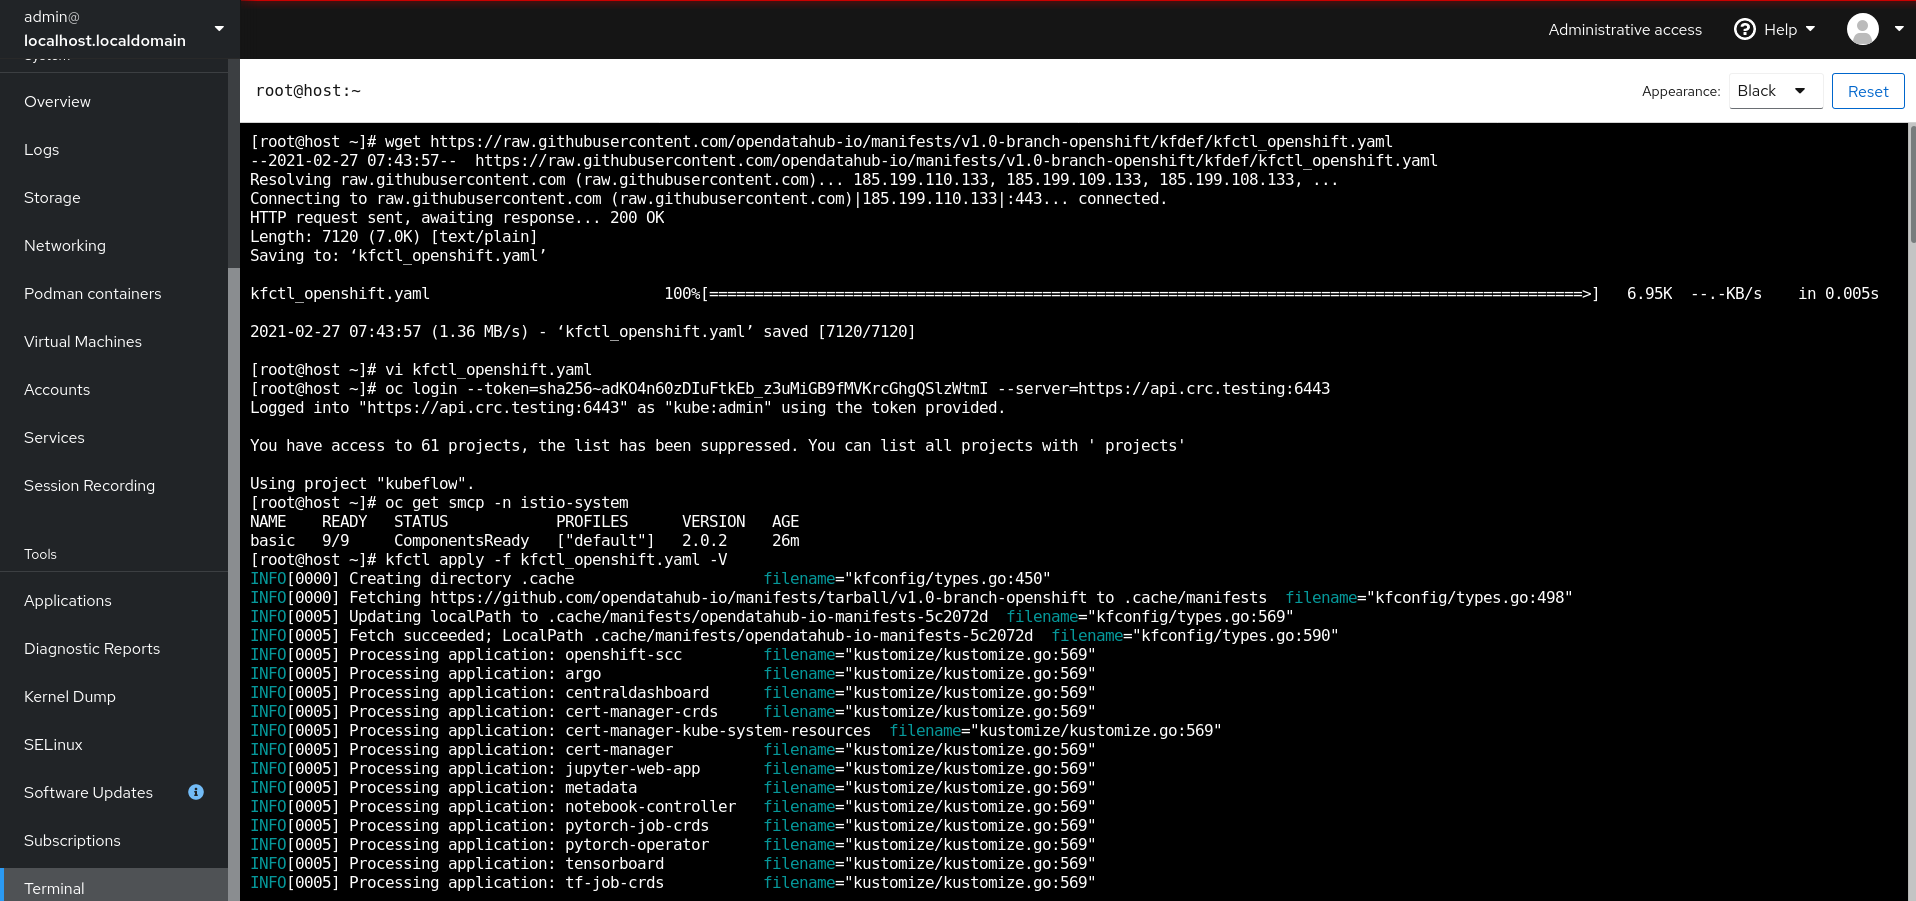 admin@
localhost.localdomain
Administrative access
Help
System
Overview
Logs
Storage
Networking
Podman containers
Virtual Machines
Accounts
Services
Session Recording
Tools
Applications
Diagnostic Reports
Kernel Dump
SELinux
Software Updates
Subscriptions
Terminal
root@host:~
Appearance: Black Reset
[root@host ~]# wget https://raw.githubusercontent.com/opendatahub-io/manifests/v1.0-branch-openshift/kfdef/kfctl_openshift.yaml
--2021-02-27 07:43:57--  https://raw.githubusercontent.com/opendatahub-io/manifests/v1.0-branch-openshift/kfdef/kfctl_openshift.yaml
Resolving raw.githubusercontent.com (raw.githubusercontent.com)... 185.199.110.133, 185.199.109.133, 185.199.108.133, ...
Connecting to raw.githubusercontent.com (raw.githubusercontent.com)|185.199.110.133|:443... connected.
HTTP request sent, awaiting response... 200 OK
Length: 7120 (7.0K) [text/plain]
Saving to: ‘kfctl_openshift.yaml’
kfctl_openshift.yaml 100%[=================================================================================================>] 6.95K --.-KB/s in 0.005s
2021-02-27 07:43:57 (1.36 MB/s) - ‘kfctl_openshift.yaml’ saved [7120/7120]
[root@host ~]# vi kfctl_openshift.yaml
[root@host ~]# oc login --token=sha256~adKO4n60zDIuFtkEb_z3uMiGB9fMVKrcGhgQSlzWtmI --server=https://api.crc.testing:6443
Logged into "https://api.crc.testing:6443" as "kube:admin" using the token provided.
You have access to 61 projects, the list has been suppressed. You can list all projects with ' projects'
Using project "kubeflow".
[root@host ~]# oc get smcp -n istio-system
NAME READY STATUS PROFILES VERSION AGE
basic 9/9 ComponentsReady ["default"] 2.0.2 26m
[root@host ~]# kfctl apply -f kfctl_openshift.yaml -V
INFO[0000] Creating directory .cache filename="kfconfig/types.go:450"
INFO[0000] Fetching https://github.com/opendatahub-io/manifests/tarball/v1.0-branch-openshift to .cache/manifests filename="kfconfig/types.go:498"
INFO[0005] Updating localPath to .cache/manifests/opendatahub-io-manifests-5c2072d filename="kfconfig/types.go:569"
INFO[0005] Fetch succeeded; LocalPath .cache/manifests/opendatahub-io-manifests-5c2072d filename="kfconfig/types.go:590"
INFO[0005] Processing application: openshift-scc filename="kustomize/kustomize.go:569"
INFO[0005] Processing application: argo filename="kustomize/kustomize.go:569"
INFO[0005] Processing application: centraldashboard filename="kustomize/kustomize.go:569"
INFO[0005] Processing application: cert-manager-crds filename="kustomize/kustomize.go:569"
INFO[0005] Processing application: cert-manager-kube-system-resources filename="kustomize/kustomize.go:569"
INFO[0005] Processing application: cert-manager filename="kustomize/kustomize.go:569"
INFO[0005] Processing application: jupyter-web-app filename="kustomize/kustomize.go:569"
INFO[0005] Processing application: metadata filename="kustomize/kustomize.go:569"
INFO[0005] Processing application: notebook-controller filename="kustomize/kustomize.go:569"
INFO[0005] Processing application: pytorch-job-crds filename="kustomize/kustomize.go:569"
INFO[0005] Processing application: pytorch-operator filename="kustomize/kustomize.go:569"
INFO[0005] Processing application: tensorboard filename="kustomize/kustomize.go:569"
INFO[0005] Processing application: tf-job-crds filename="kustomize/kustomize.go:569"